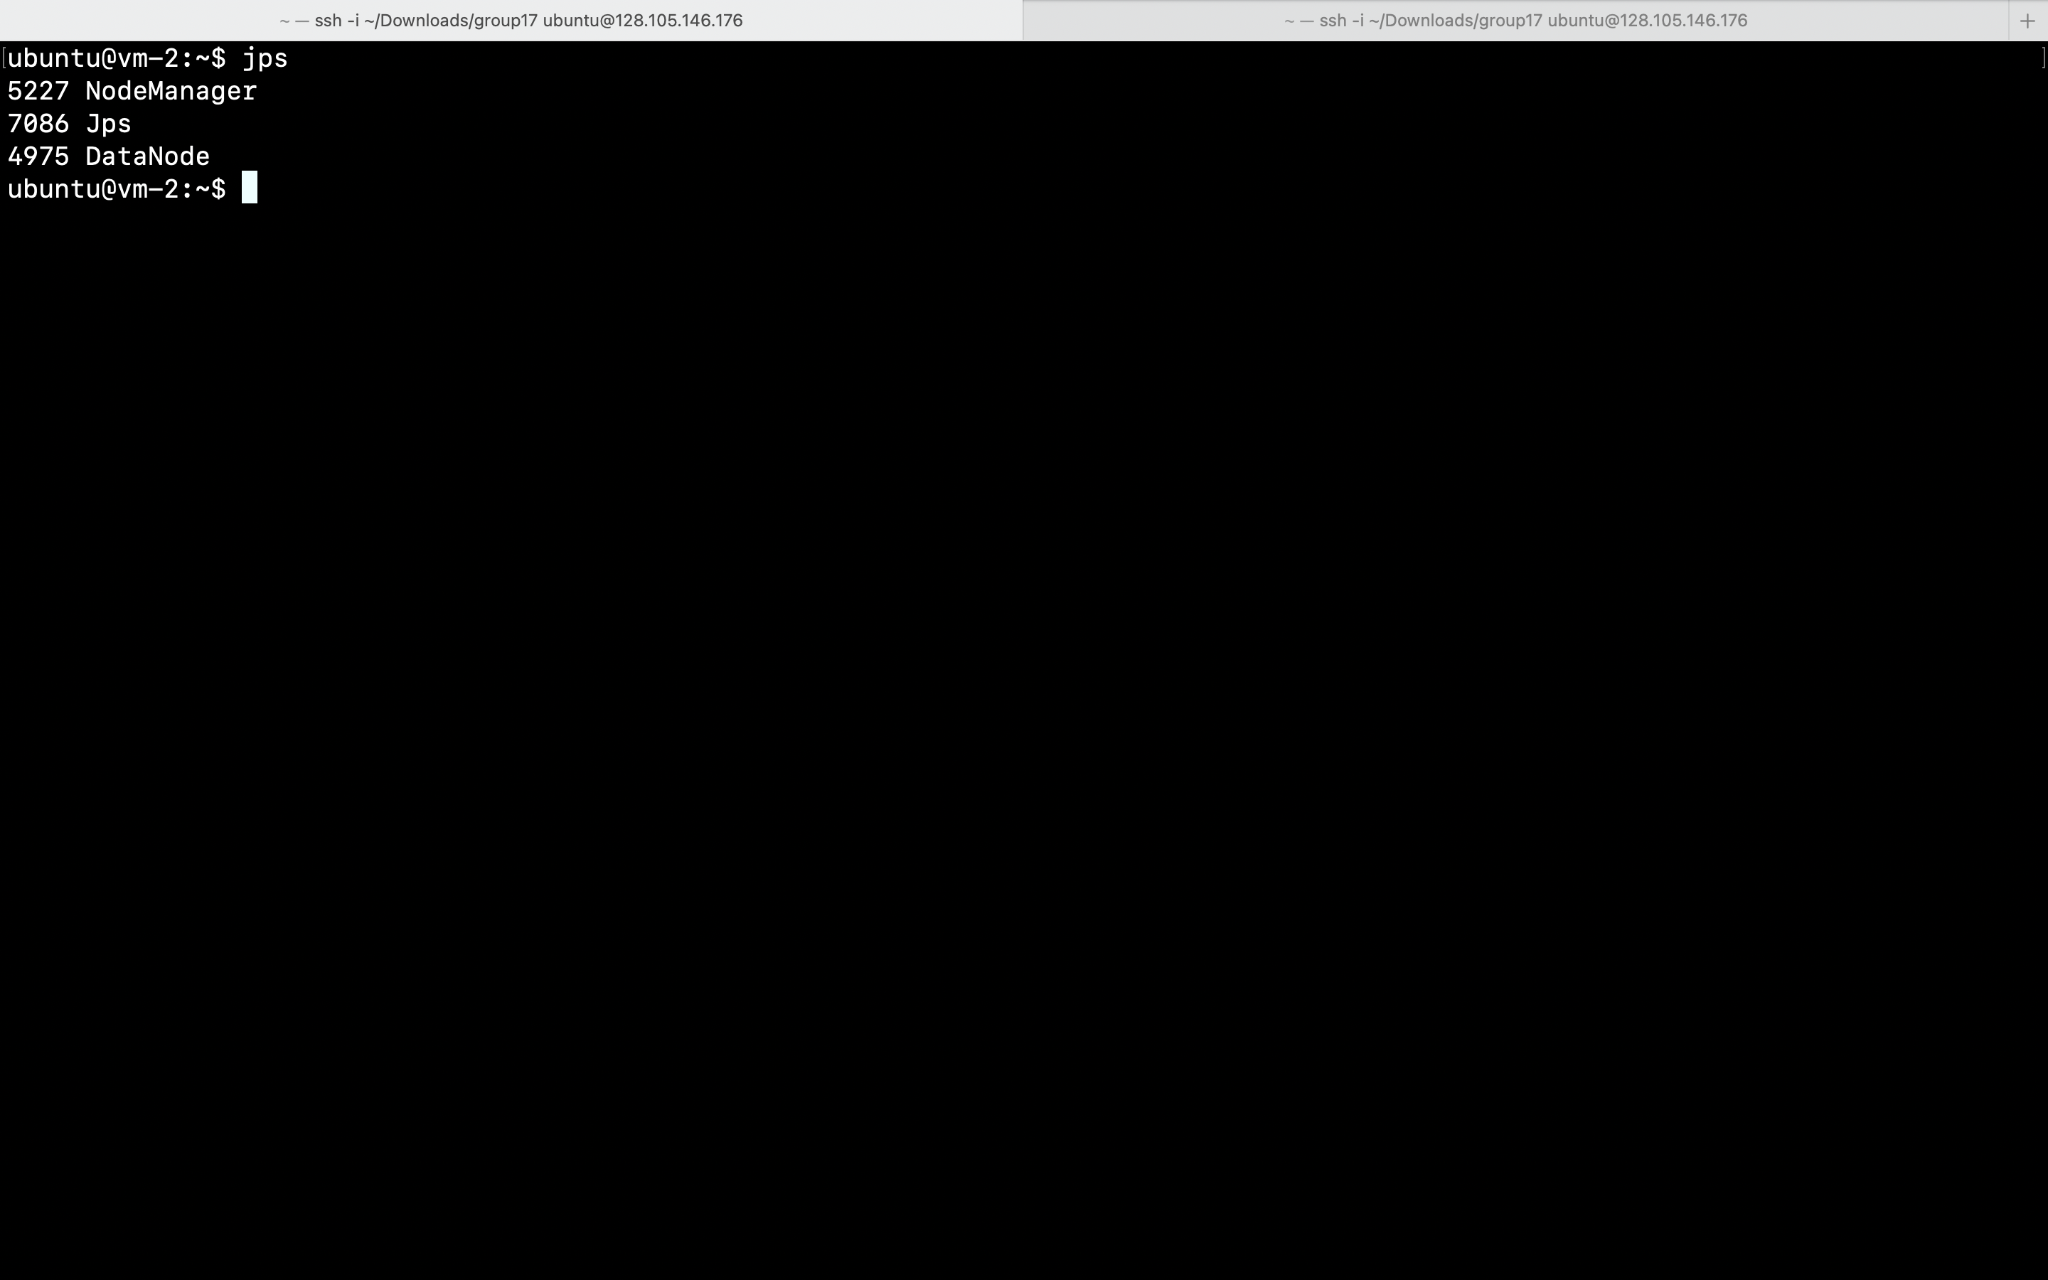 ~ — ssh -i ~/Downloads/group17 ubuntu@128.105.146.176
~ — ssh -i ~/Downloads/group17 ubuntu@128.105.146.176
+
[ubuntu@vm-2:~$ jps ]
5227 NodeManager
7086 Jps
4975 DataNode
ubuntu@vm-2:~$